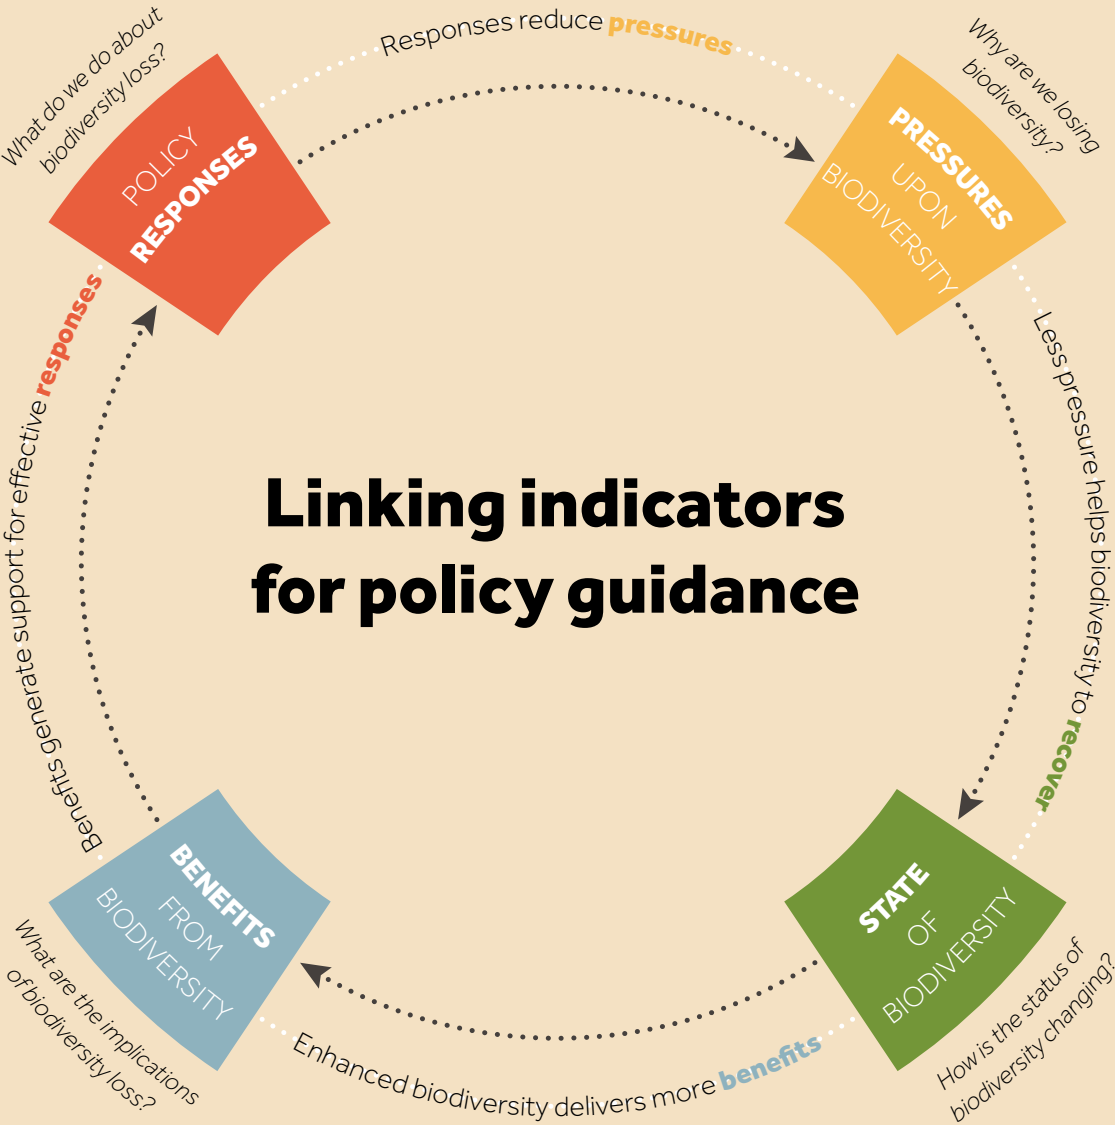 What do we do about
biodiversity loss?
POLICY
RESPONSES
Responses reduce pressures
Why are we losing
biodiversity?
PRESSURES
UPON
BIODIVERSITY
Less pressure helps biodiversity to recover
Linking indicators
for policy guidance
STATE
OF
BIODIVERSITY
How is the status of
biodiversity changing?
Enhanced biodiversity delivers more benefits
BENEFITS
FROM
BIODIVERSITY
What are the implications
of biodiversity loss?
Benefits generate support for effective responses